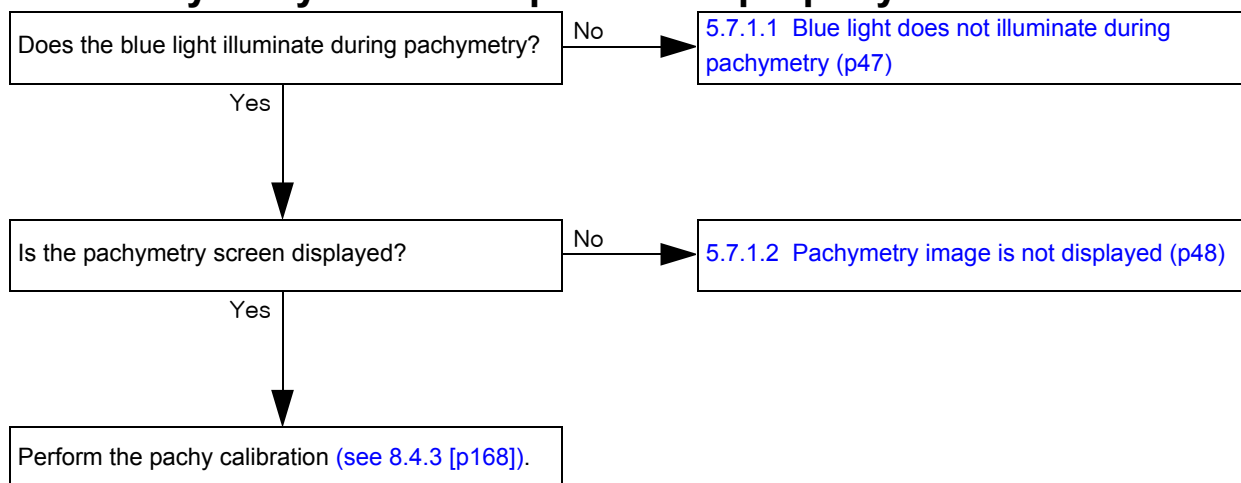 Does the blue light illuminate during pachymetry?
No
5.7.1.1 Blue light does not illuminate during
pachymetry (p47)
Yes
Is the pachymetry screen displayed?
No
5.7.1.2 Pachymetry image is not displayed (p48)
Yes
Perform the pachy calibration (see 8.4.3 [p168]).